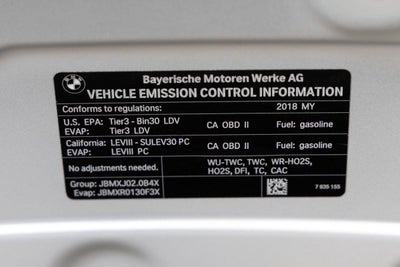 BMW
Bayerische Motoren Werke AG
VEHICLE EMISSION CONTROL INFORMATION
Conforms to regulations: 2018 MY
U.S. EPA: Tier3 - Bin30 LDV CA OBD II Fuel: gasoline
EVAP: Tier3 LDV
California: LEVIII - SULEV30 PC CA OBD II Fuel: gasoline
EVAP: LEVIII PC
No adjustments needed. WU-TWC, TWC, WR-HO2S,
HO2S, DFI, TC, CAC
Group: JBMXJ02.0B4X
Evap: JBMXR0130F3X 7 935 155